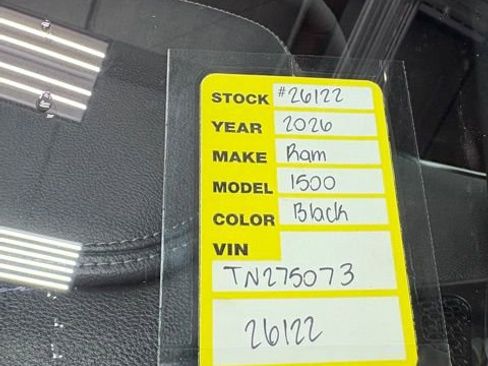 STOCK #26122
YEAR 2026
MAKE Ram
MODEL 1500
COLOR Black
VIN
TN275073
26122